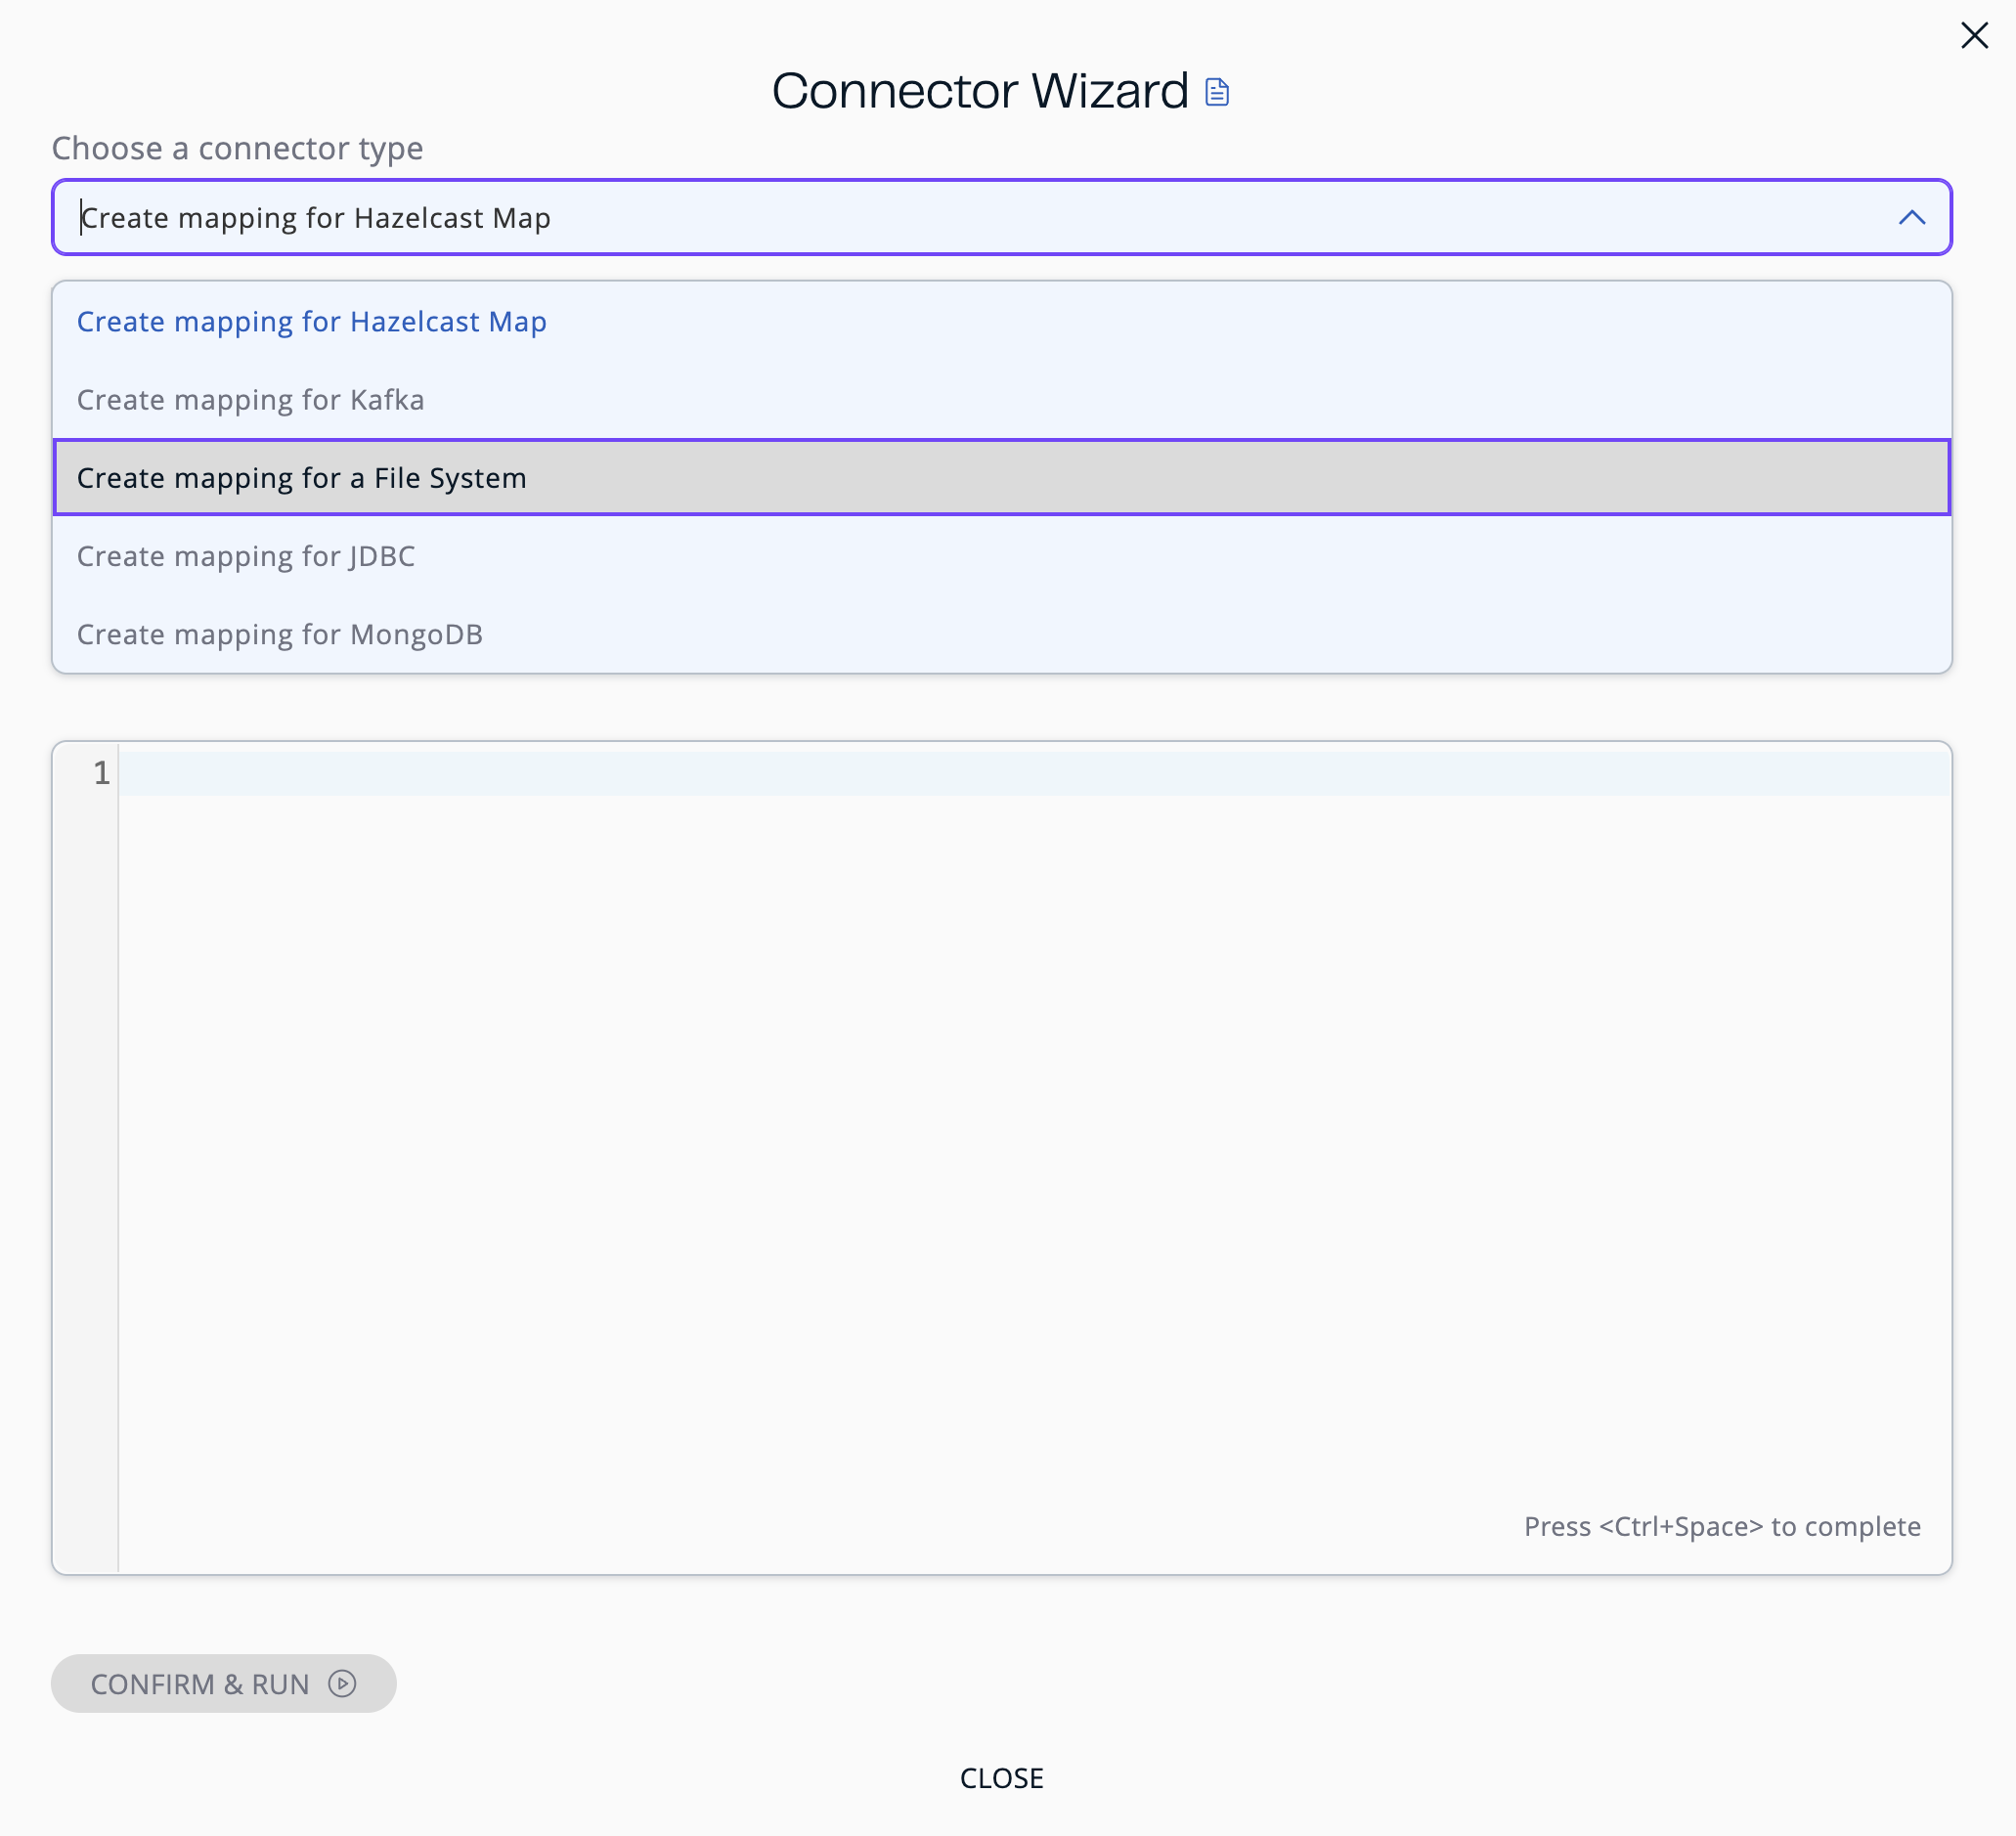 Connector Wizard
Choose a connector type
Create mapping for Hazelcast Map
Create mapping for Hazelcast Map
Create mapping for Kafka
Create mapping for a File System
Create mapping for JDBC
Create mapping for MongoDB
1
Press <Ctrl+Space> to complete
CONFIRM & RUN
CLOSE